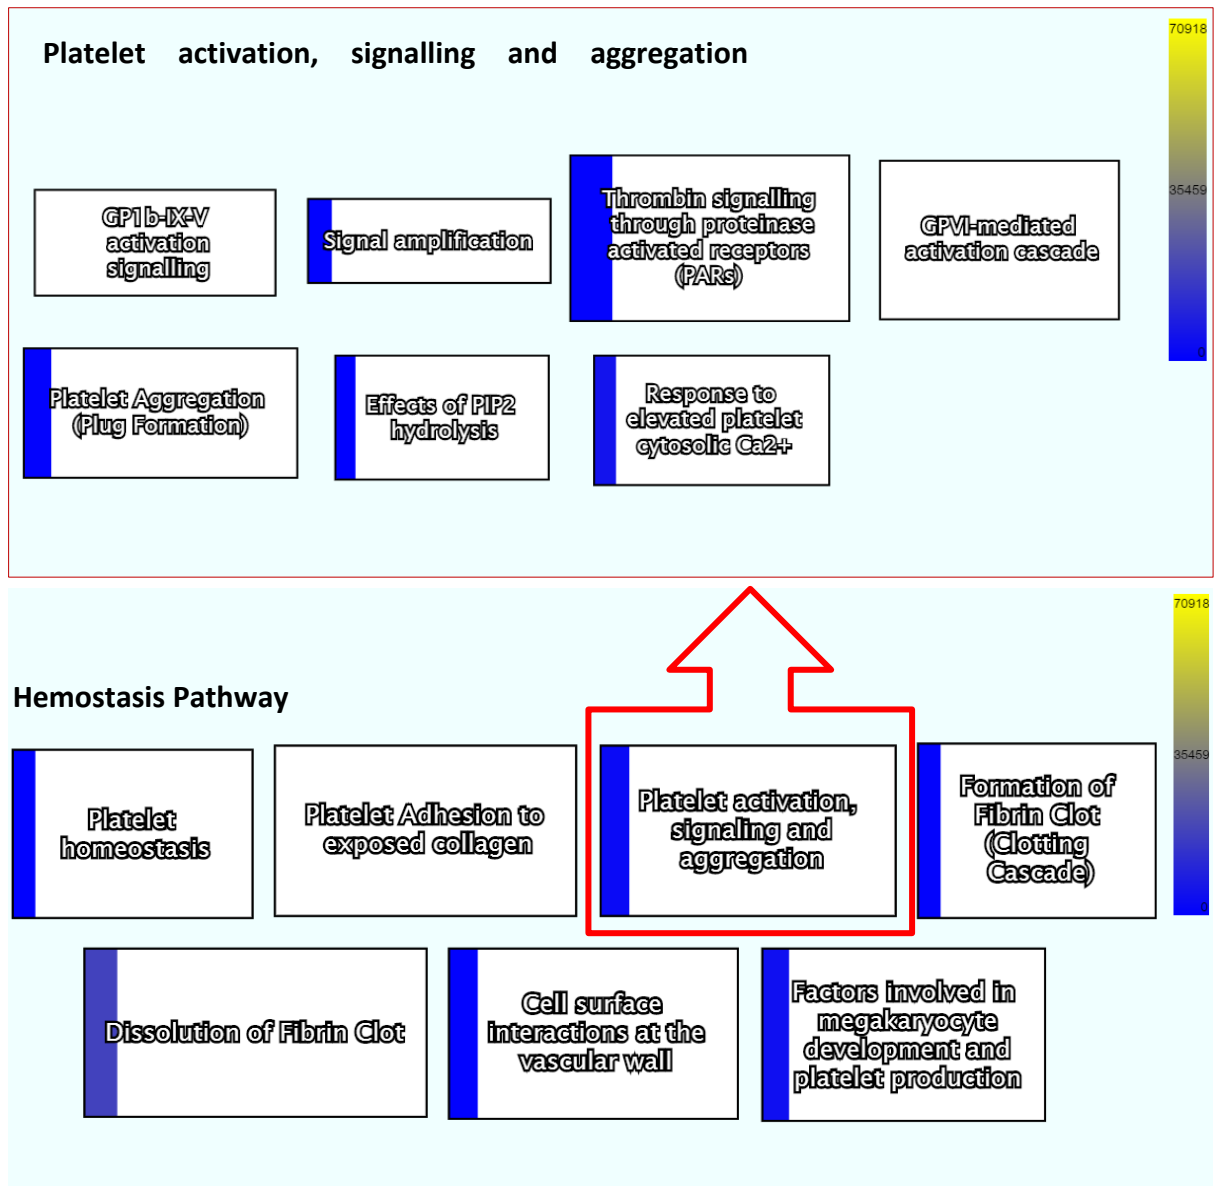 Platelet activation, signalling and aggregation
70918
35459
0
GP1b-IX-V
activation
signalling
Signal amplification
Thrombin signalling
through proteinase
activated receptors
(PARs)
GPVI-mediated
activation cascade
Platelet Aggregation
(Plug Formation)
Effects of PIP2
hydrolysis
Response to
elevated platelet
cytosolic Ca2+
70918
35459
0
Hemostasis Pathway
Platelet
homeostasis
Platelet Adhesion to
exposed collagen
Platelet activation,
signaling and
aggregation
Formation of
Fibrin Clot
(Clotting
Cascade)
Dissolution of Fibrin Clot
Cell surface
interactions at the
vascular wall
Factors involved in
megakaryocyte
development and
platelet production